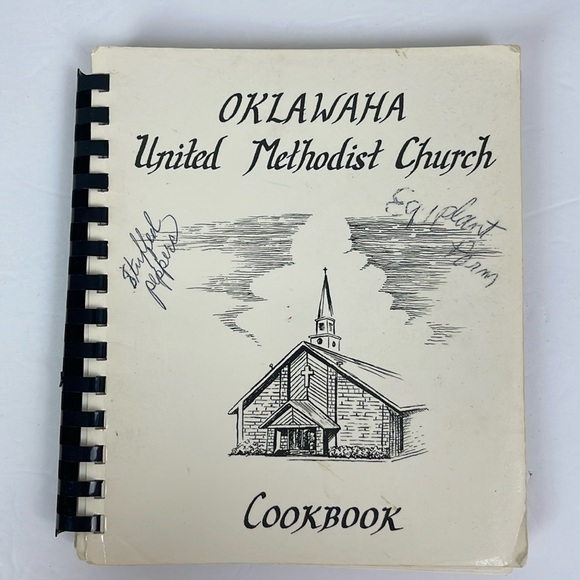 OKLAWAHA
United Methodist Church
Stuffed
peppers
Eggplant
Parm
COOKBOOK